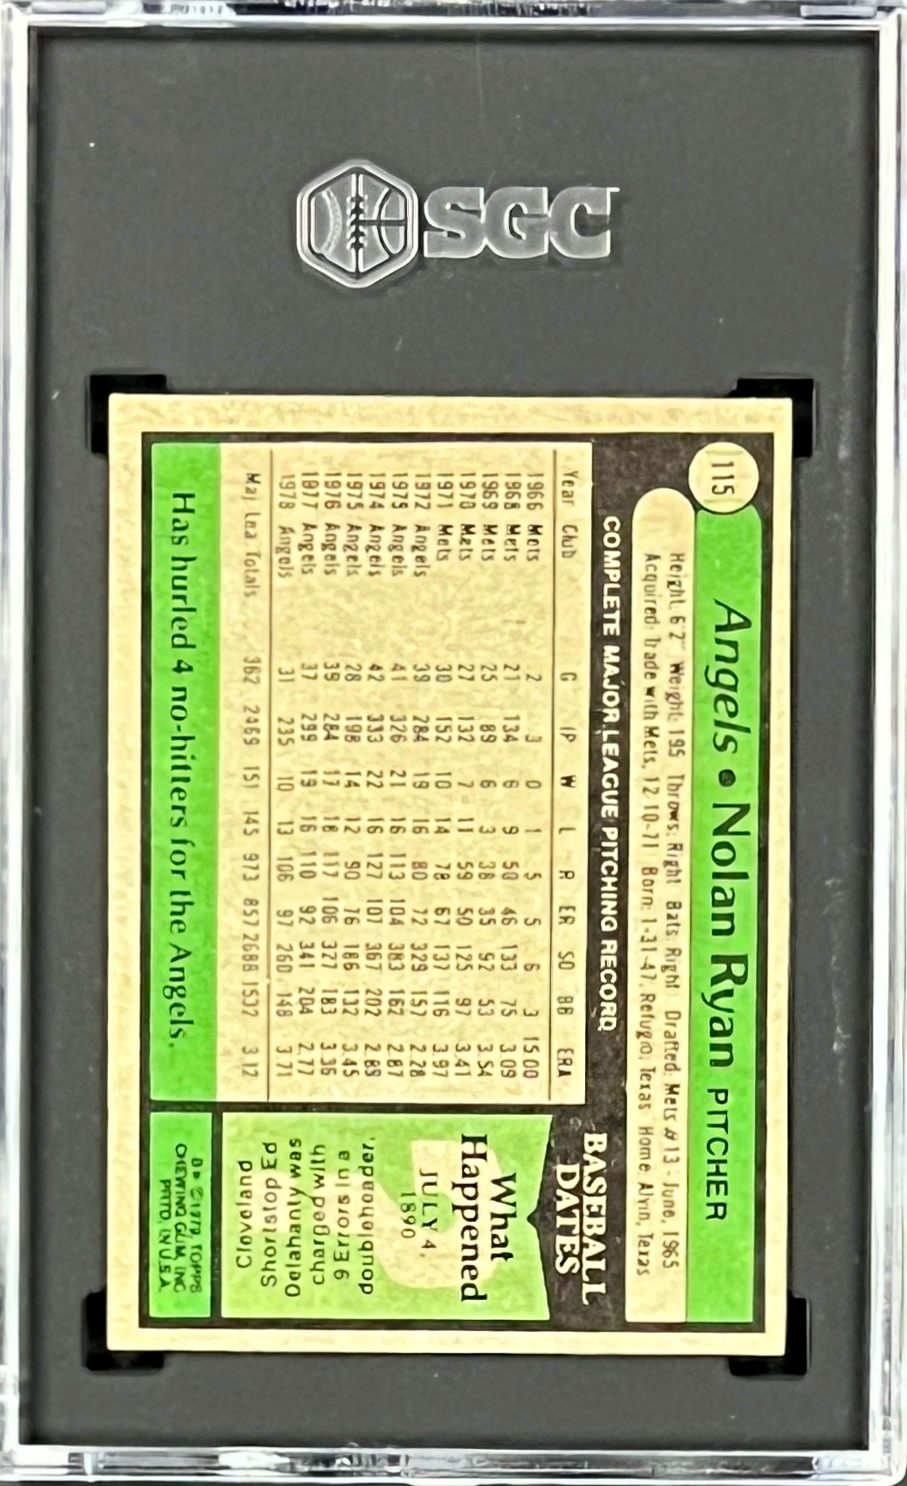 SGC
115
Angels • Nolan Ryan PITCHER
Height: 6'2" Weight: 195 Throws: Right Bats: Right Drafted: Mets #13 - June, 1965
Acquired: Trade with Mets, 12-10-71 Born: 1-31-47, Refugio, Texas Home: Alvin, Texas
COMPLETE MAJOR LEAGUE PITCHING RECORD
Year Club G IP W L R ER SO BB ERA
1966 Mets 2 3 0 1 5 5 6 3 15.00
1968 Mets 21 134 6 9 50 46 133 75 3.09
1969 Mets 25 89 6 3 38 35 92 53 3.54
1970 Mets 27 132 7 11 59 50 125 97 3.41
1971 Mets 30 152 10 14 78 67 137 116 3.97
1972 Angels 39 284 19 16 80 72 329 157 2.28
1973 Angels 41 326 21 16 113 104 383 162 2.87
1974 Angels 42 333 22 16 127 107 367 202 2.89
1975 Angels 28 198 14 12 90 76 186 132 3.45
1976 Angels 39 284 17 18 117 106 327 183 3.36
1977 Angels 37 299 19 16 110 92 341 204 2.77
1978 Angels 31 235 10 13 106 97 260 148 3.71
Maj. Lea. Totals 362 2469 151 145 973 857 2686 1532 3.12
Has hurled 4 no-hitters for the Angels.
BASEBALL
DATES
What
Happened
JULY 4,
1890
Cleveland
Shortstop Ed
Delahanty was
charged with
9 Errors in a
doubleheader.
D* © 1979, TOPPS
CHEWING GUM, INC.
PRTD. IN U.S.A.